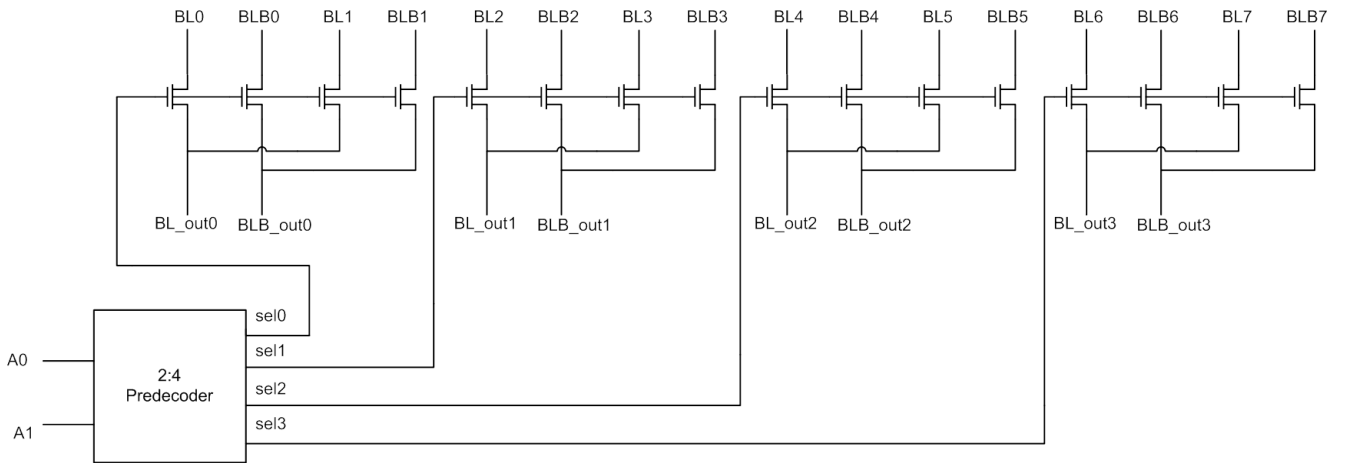 BL0 BLB0 BL1 BLB1 BL2 BLB2 BL3 BLB3 BL4 BLB4 BL5 BLB5 BL6 BLB6 BL7 BLB7
BL_out0 BLB_out0 BL_out1 BLB_out1 BL_out2 BLB_out2 BL_out3 BLB_out3
sel0
sel1
A0
2:4
Predecoder
sel2
sel3
A1